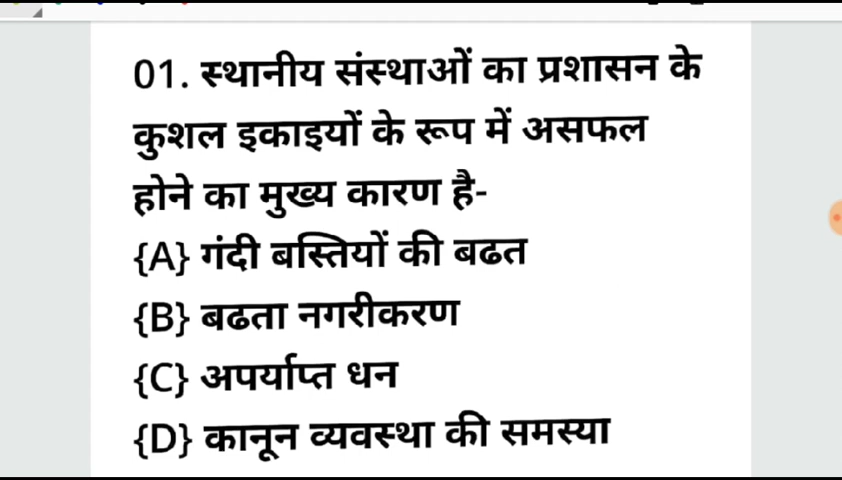 01. स्थानीय संस्थाओं का प्रशासन के
कुशल इकाइयों के रूप में असफल
होने का मुख्य कारण है-
{A} गंदी बस्तियों की बढत
{B} बढता नगरीकरण
{C} अपर्याप्त धन
{D} कानून व्यवस्था की समस्या